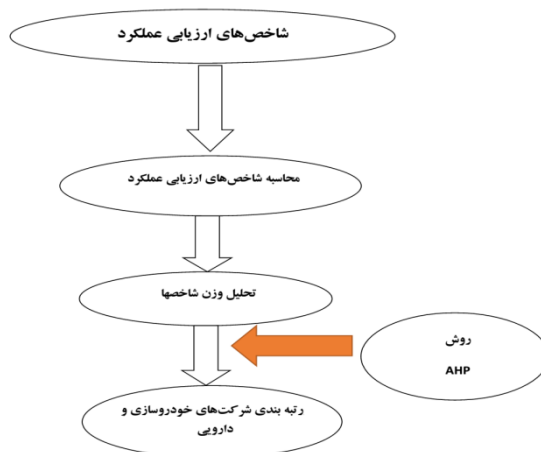 شاخص‌های ارزیابی عملکرد
محاسبه شاخص‌های ارزیابی عملکرد
تحلیل وزن شاخصها
روش
AHP
رتبه بندی شرکت‌های خودروسازی و
دارویی